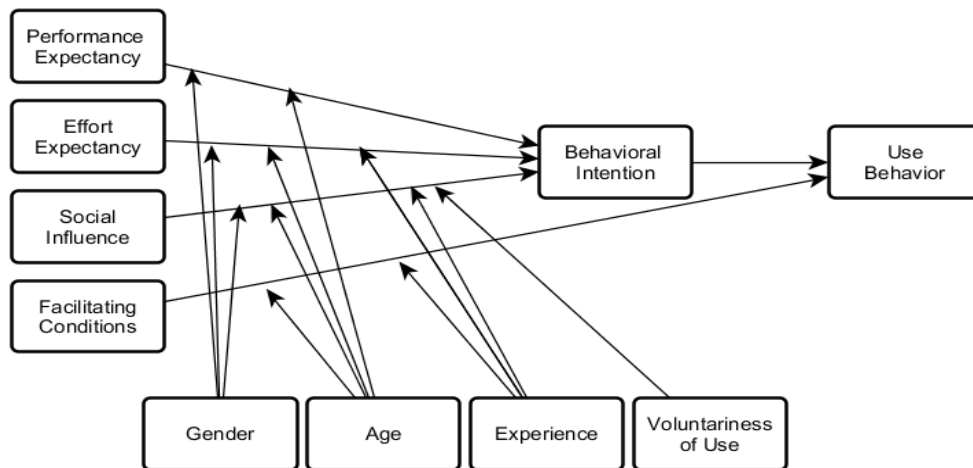 Performance
Expectancy
Effort
Expectancy
Social
Influence
Facilitating
Conditions
Behavioral
Intention
Use
Behavior
Gender
Age
Experience
Voluntariness
of Use